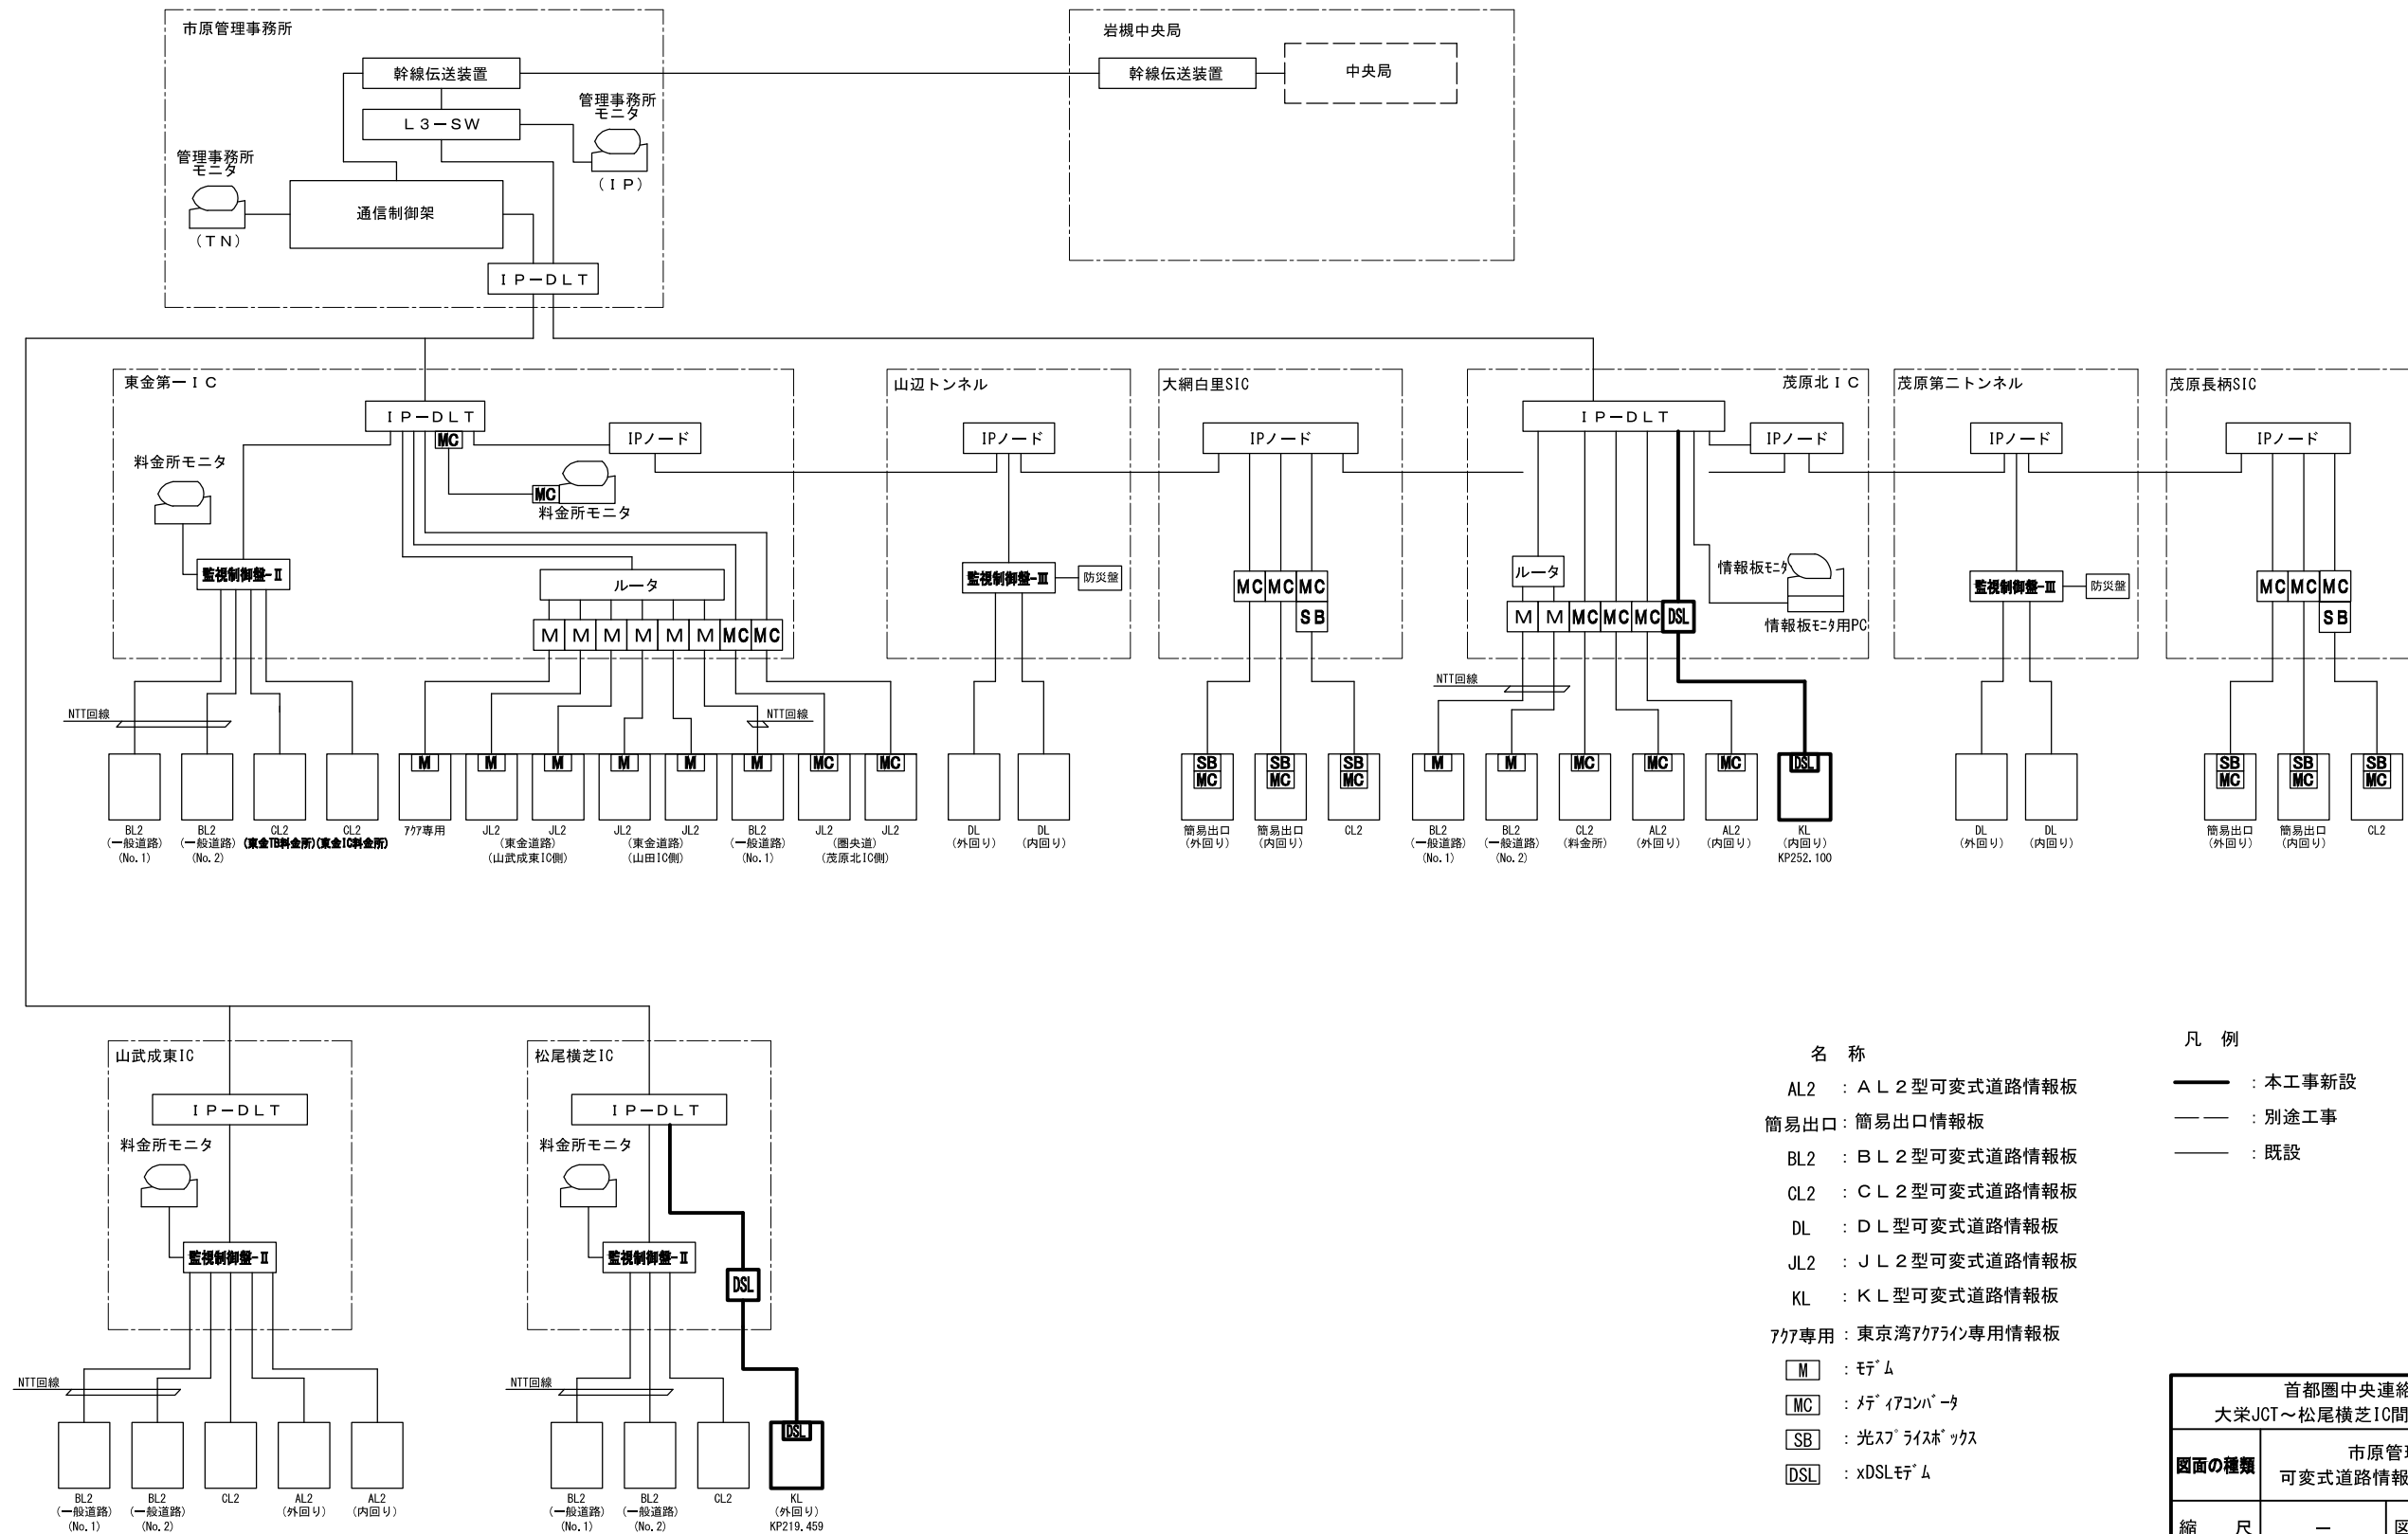 市原管理事務所
幹線伝送装置
L3-SW
管理事務所
モニタ
(IP)
管理事務所
モニタ
(TN)
通信制御架
IP-DLT
岩槻中央局
幹線伝送装置
中央局
東金第一IC
IP-DLT
MC
IPノード
料金所モニタ
MC
料金所モニタ
監視制御盤-Ⅱ
ルータ
M M M M M M MC MC
山辺トンネル
IPノード
監視制御盤-Ⅲ
防災盤
大網白里SIC
IPノード
MC MC MC
SB
茂原北IC
IP-DLT
IPノード
ルータ
情報板モニタ
情報板モニタ用PC
M M MC MC MC DSL
茂原第二トンネル
IPノード
監視制御盤-Ⅲ
防災盤
茂原長柄SIC
IPノード
MC MC MC
SB
NTT回線
NTT回線
BL2
(一般道路)
(No.1)
BL2
(一般道路)
(No.2)
CL2
(東金TB料金所)
CL2
(東金IC料金所)
M M M M M M MC MC
アクア専用
JL2 JL2
(東金道路)
(山武成東IC側)
JL2 JL2
(東金道路)
(山田IC側)
BL2
(一般道路)
(No.1)
JL2 JL2
(圏央道)
(茂原北IC側)
DL
(外回り)
DL
(内回り)
SB SB SB
MC MC MC
簡易出口
(外回り)
簡易出口
(内回り)
CL2
NTT回線
M M MC MC MC DSL
BL2
(一般道路)
(No.1)
BL2
(一般道路)
(No.2)
CL2
(料金所)
AL2
(外回り)
AL2
(内回り)
KL
(内回り)
KP252.100
DL
(外回り)
DL
(内回り)
SB SB SB
MC MC MC
簡易出口
(外回り)
簡易出口
(内回り)
CL2
山武成東IC
IP-DLT
料金所モニタ
監視制御盤-Ⅱ
NTT回線
BL2
(一般道路)
(No.1)
BL2
(一般道路)
(No.2)
CL2
AL2
(外回り)
AL2
(内回り)
松尾横芝IC
IP-DLT
料金所モニタ
監視制御盤-Ⅱ
DSL
NTT回線
DSL
BL2
(一般道路)
(No.1)
BL2
(一般道路)
(No.2)
CL2
KL
(外回り)
KP219.459
名 称
AL2 : AL2型可変式道路情報板
簡易出口 : 簡易出口情報板
BL2 : BL2型可変式道路情報板
CL2 : CL2型可変式道路情報板
DL : DL型可変式道路情報板
JL2 : JL2型可変式道路情報板
KL : KL型可変式道路情報板
アクア専用 : 東京湾アクアライン専用情報板
M : モデム
MC : メディアコンバータ
SB : 光スプライスボックス
DSL : xDSLモデム
凡 例
: 本工事新設
: 別途工事
: 既設
首都圏中央連絡
大栄JCT~松尾横芝IC間
図面の種類
市原管理
可変式道路情報
縮 尺 -